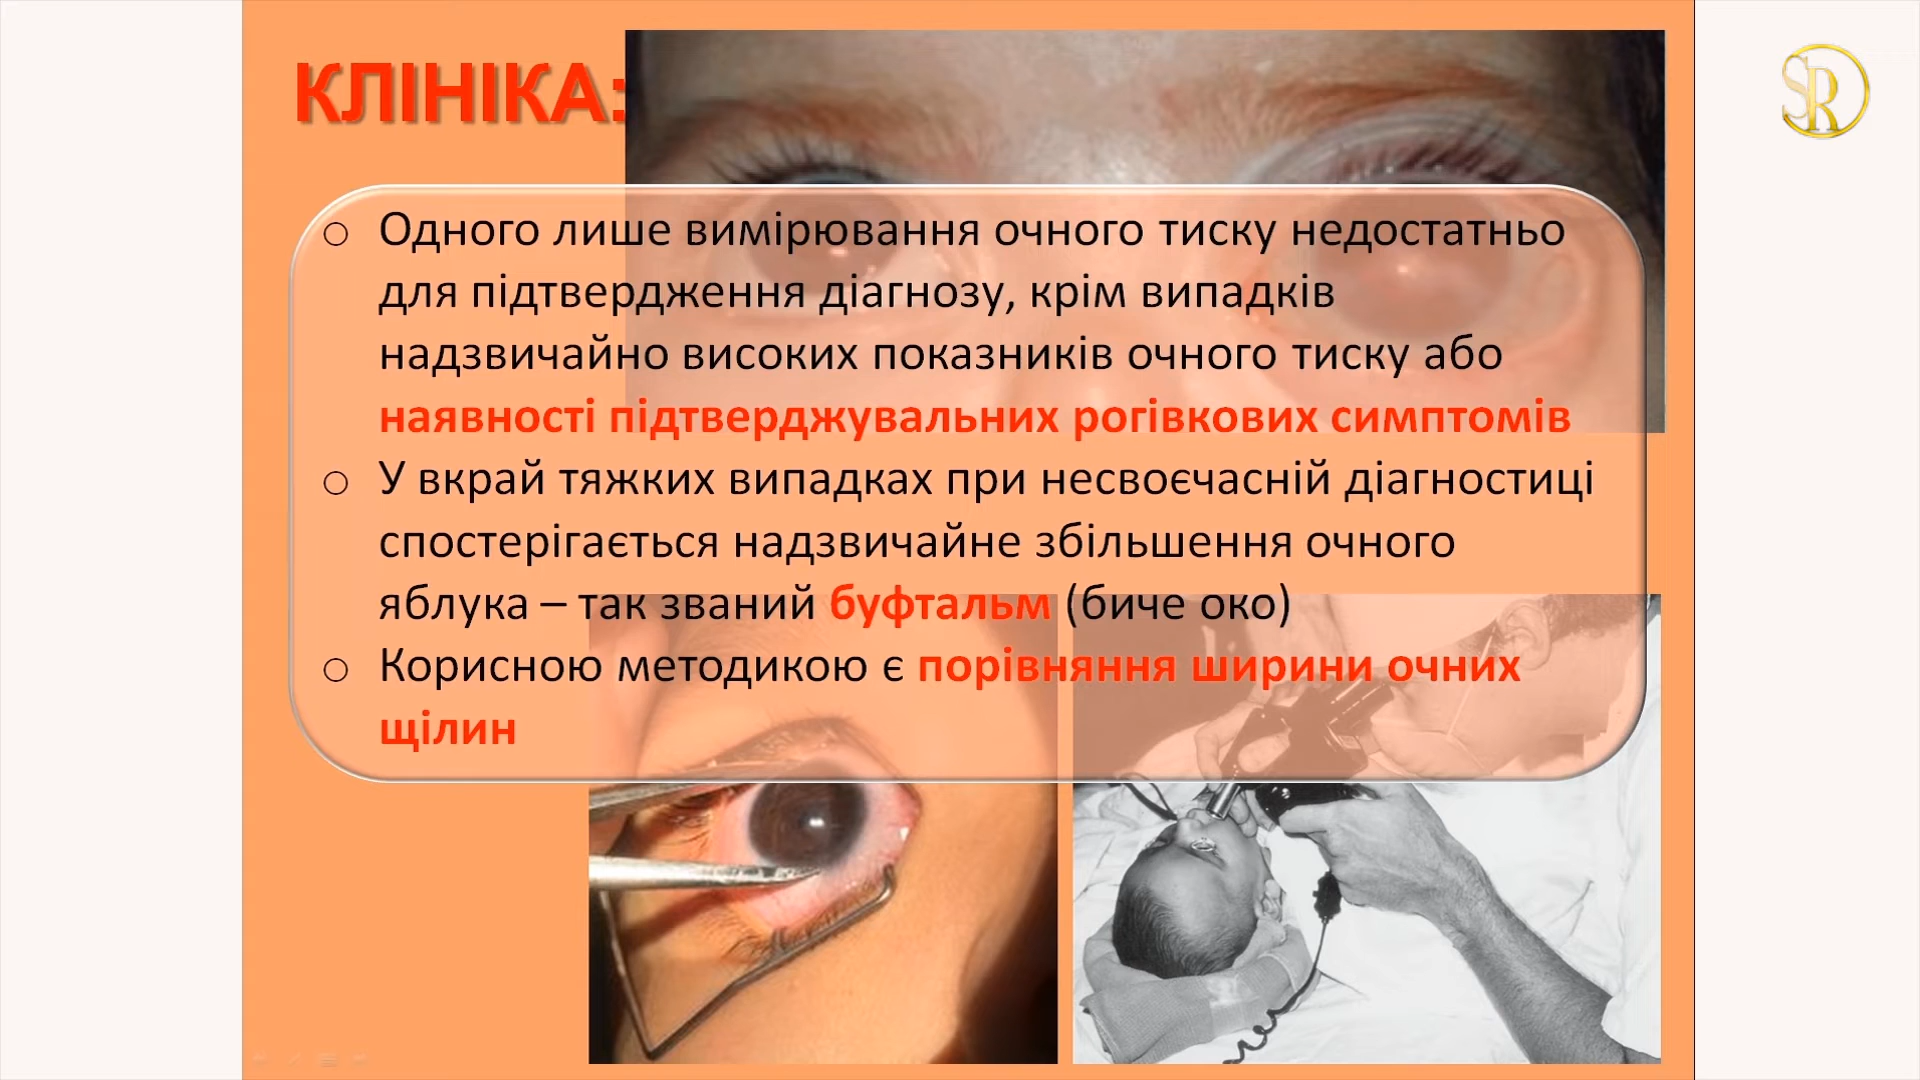 КЛІНІКА:
SR
o Одного лише вимірювання очного тиску недостатньо
для підтвердження діагнозу, крім випадків
надзвичайно високих показників очного тиску або
наявності підтверджувальних рогівкових симптомів
o У вкрай тяжких випадках при несвоєчасній діагностиці
спостерігається надзвичайне збільшення очного
яблука – так званий буфтальм (биче око)
o Корисною методикою є порівняння ширини очних
щілин